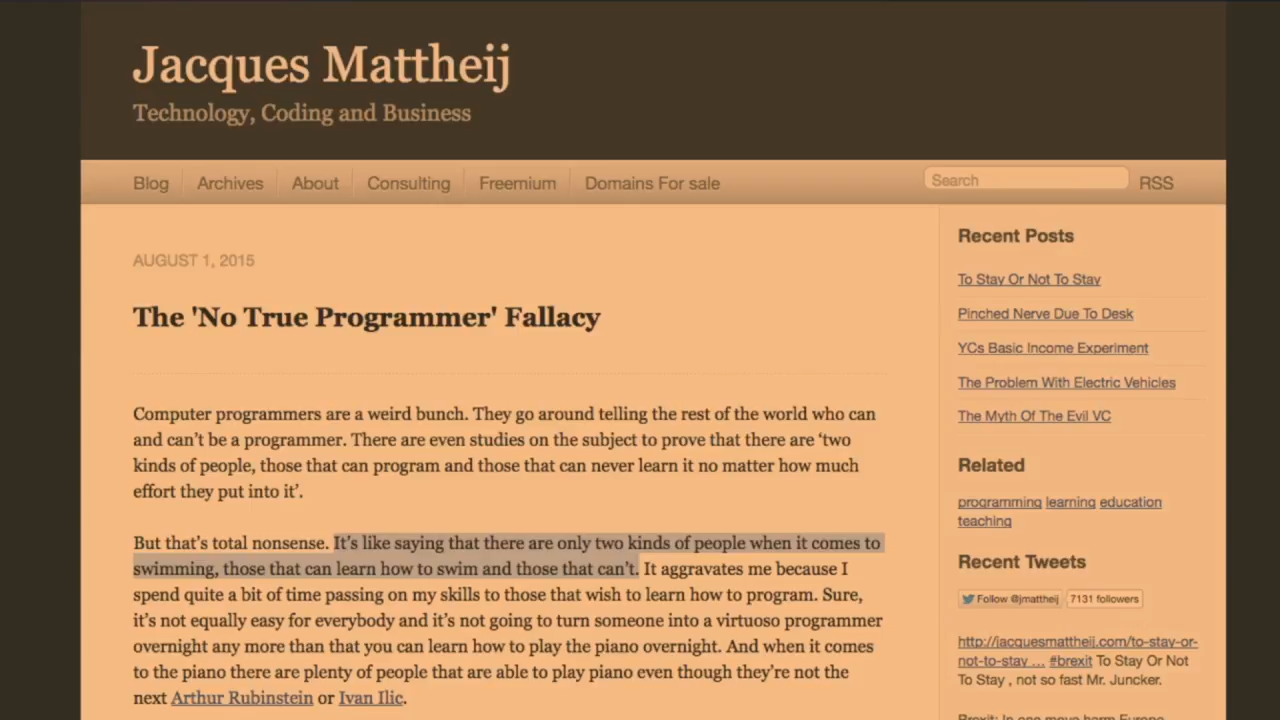 Jacques Mattheij
Technology, Coding and Business
Blog Archives About Consulting Freemium Domains For sale Search RSS
AUGUST 1, 2015
The 'No True Programmer' Fallacy
Computer programmers are a weird bunch. They go around telling the rest of the world who can
and can’t be a programmer. There are even studies on the subject to prove that there are ‘two
kinds of people, those that can program and those that can never learn it no matter how much
effort they put into it’.
But that’s total nonsense. It’s like saying that there are only two kinds of people when it comes to
swimming, those that can learn how to swim and those that can’t. It aggravates me because I
spend quite a bit of time passing on my skills to those that wish to learn how to program. Sure,
it’s not equally easy for everybody and it’s not going to turn someone into a virtuoso programmer
overnight any more than that you can learn how to play the piano overnight. And when it comes
to the piano there are plenty of people that are able to play piano even though they’re not the
next Arthur Rubinstein or Ivan Ilic.
Recent Posts
To Stay Or Not To Stay
Pinched Nerve Due To Desk
YCs Basic Income Experiment
The Problem With Electric Vehicles
The Myth Of The Evil VC
Related
programming learning education
teaching
Recent Tweets
Follow @jmattheij 7131 followers
http://jacquesmattheij.com/to-stay-or-
not-to-stay ... #brexit To Stay Or Not
To Stay , not so fast Mr. Juncker.
Brexit: In one move harm Europe